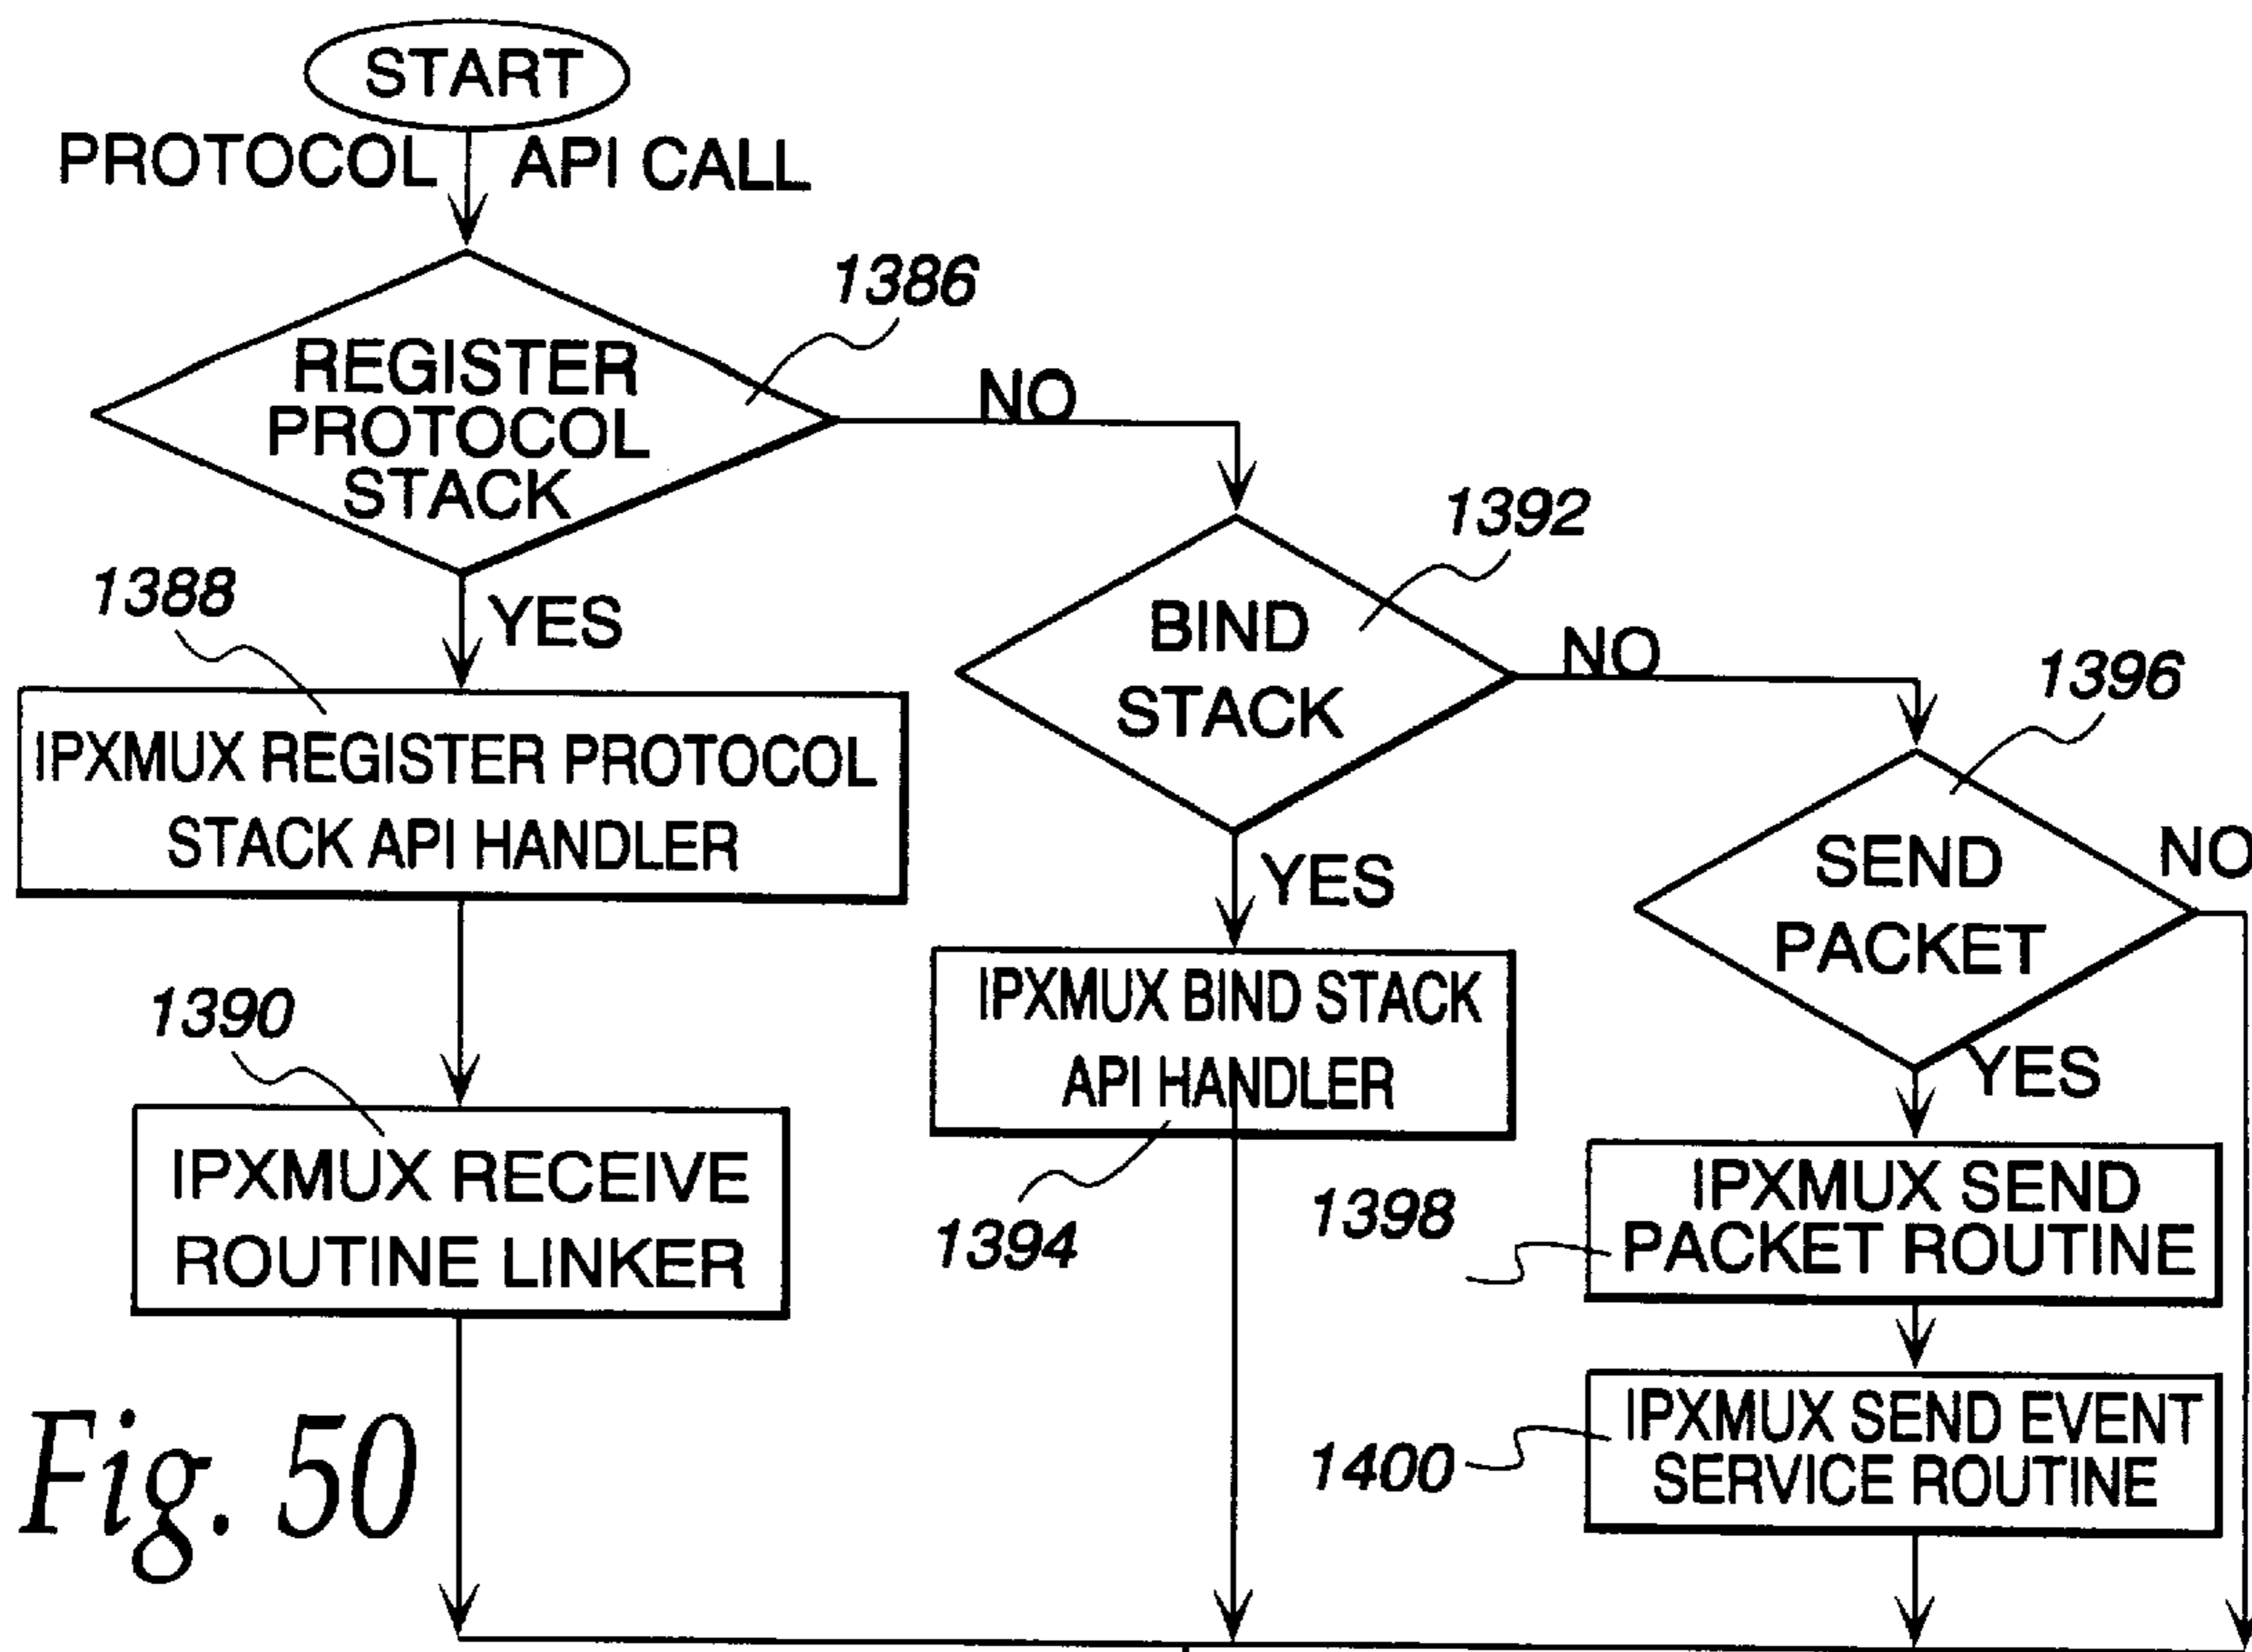 START
PROTOCOL API CALL
1386
REGISTER
PROTOCOL
STACK
NO
1388
YES
1392
BIND
STACK
NO
1396
IPXMUX REGISTER PROTOCOL
STACK API HANDLER
YES
SEND
PACKET
NO
1390
IPXMUX BIND STACK
API HANDLER
YES
IPXMUX RECEIVE
ROUTINE LINKER
1394
1398
IPXMUX SEND
PACKET ROUTINE
1400
IPXMUX SEND EVENT
SERVICE ROUTINE
Fig. 50